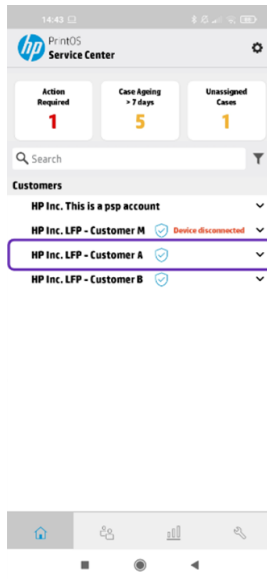 14:43
hp PrintOS
Service Center
Action Required
1
Case Ageing > 7 days
5
Unassigned Cases
1
Search
Customers
HP Inc. This is a psp account
HP Inc. LFP - Customer M Device disconnected
HP Inc. LFP - Customer A
HP Inc. LFP - Customer B